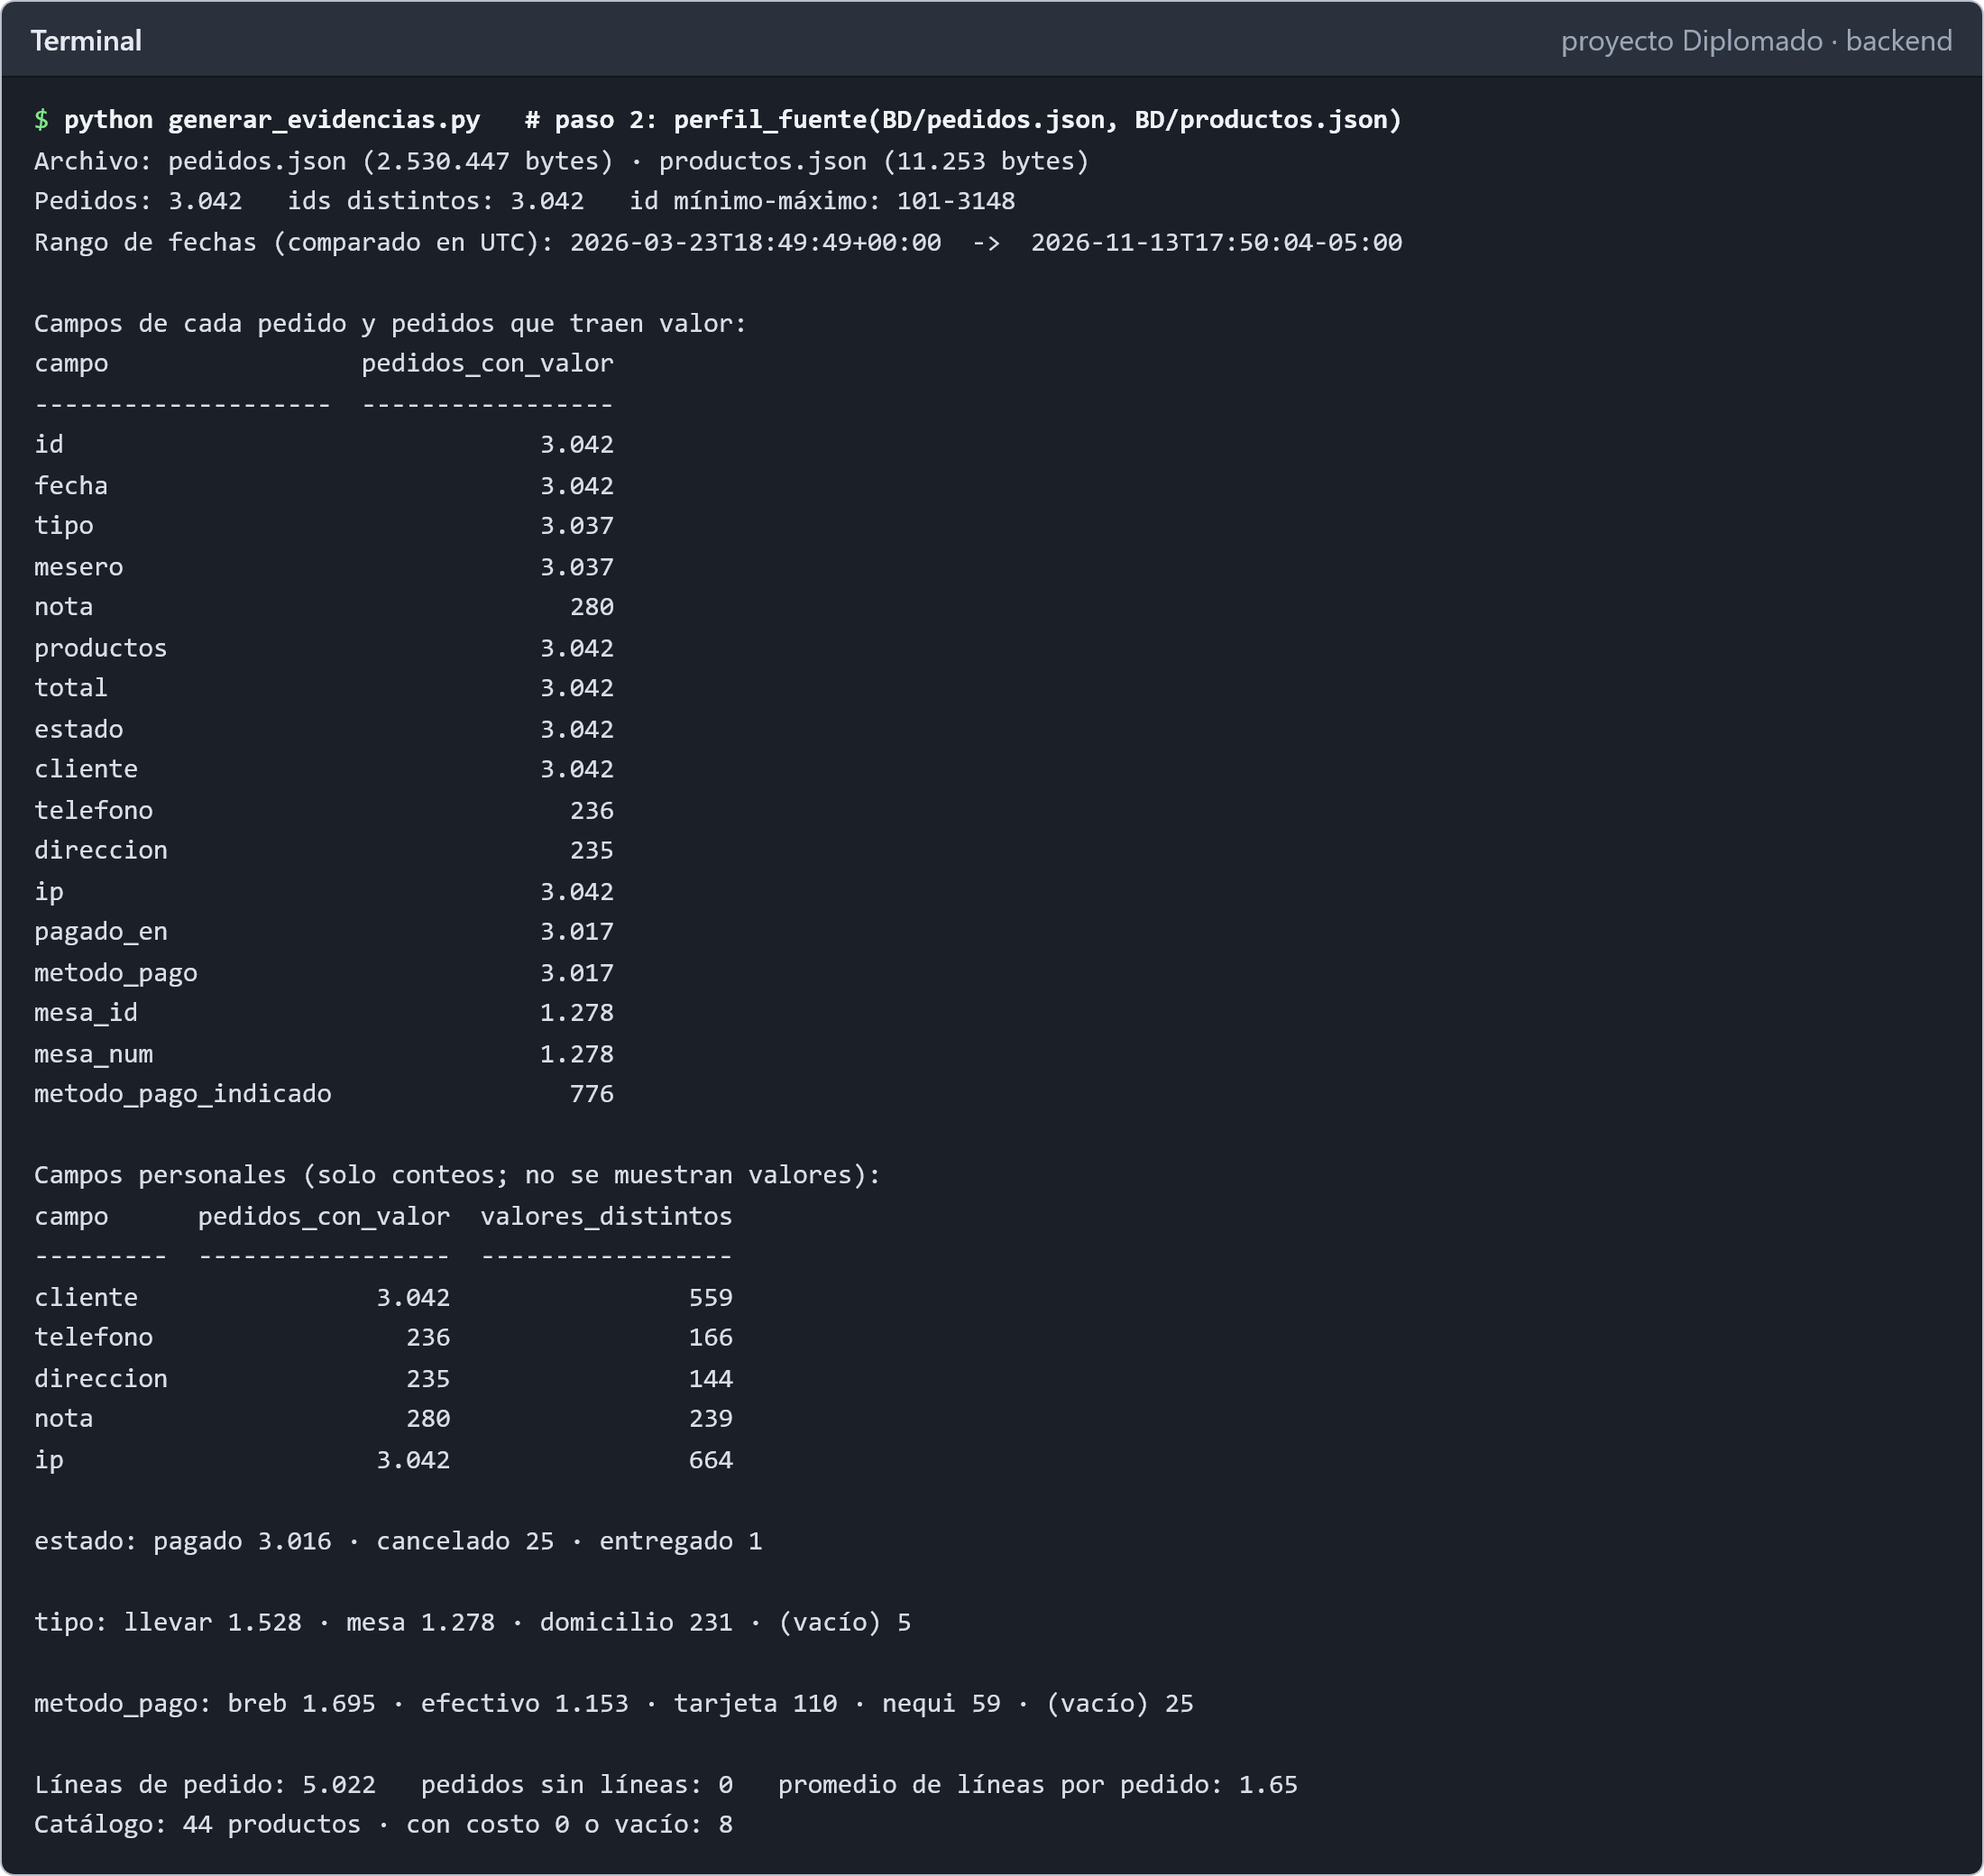 Terminal
proyecto Diplomado · backend
$ python generar_evidencias.py   # paso 2: perfil_fuente(BD/pedidos.json, BD/productos.json)
Archivo: pedidos.json (2.530.447 bytes) · productos.json (11.253 bytes)
Pedidos: 3.042   ids distintos: 3.042   id mínimo-máximo: 101-3148
Rango de fechas (comparado en UTC): 2026-03-23T18:49:49+00:00  ->  2026-11-13T17:50:04-05:00
Campos de cada pedido y pedidos que traen valor:
campo                 pedidos_con_valor
--------------------  -----------------
id                                3.042
fecha                             3.042
tipo                              3.037
mesero                            3.037
nota                                280
productos                         3.042
total                             3.042
estado                            3.042
cliente                           3.042
telefono                            236
direccion                           235
ip                                3.042
pagado_en                         3.017
metodo_pago                       3.017
mesa_id                           1.278
mesa_num                          1.278
metodo_pago_indicado                776
Campos personales (solo conteos; no se muestran valores):
campo      pedidos_con_valor  valores_distintos
---------  -----------------  -----------------
cliente                3.042                559
telefono                 236                166
direccion                235                144
nota                     280                239
ip                     3.042                664
estado: pagado 3.016 · cancelado 25 · entregado 1
tipo: llevar 1.528 · mesa 1.278 · domicilio 231 · (vacío) 5
metodo_pago: breb 1.695 · efectivo 1.153 · tarjeta 110 · nequi 59 · (vacío) 25
Líneas de pedido: 5.022   pedidos sin líneas: 0   promedio de líneas por pedido: 1.65
Catálogo: 44 productos · con costo 0 o vacío: 8